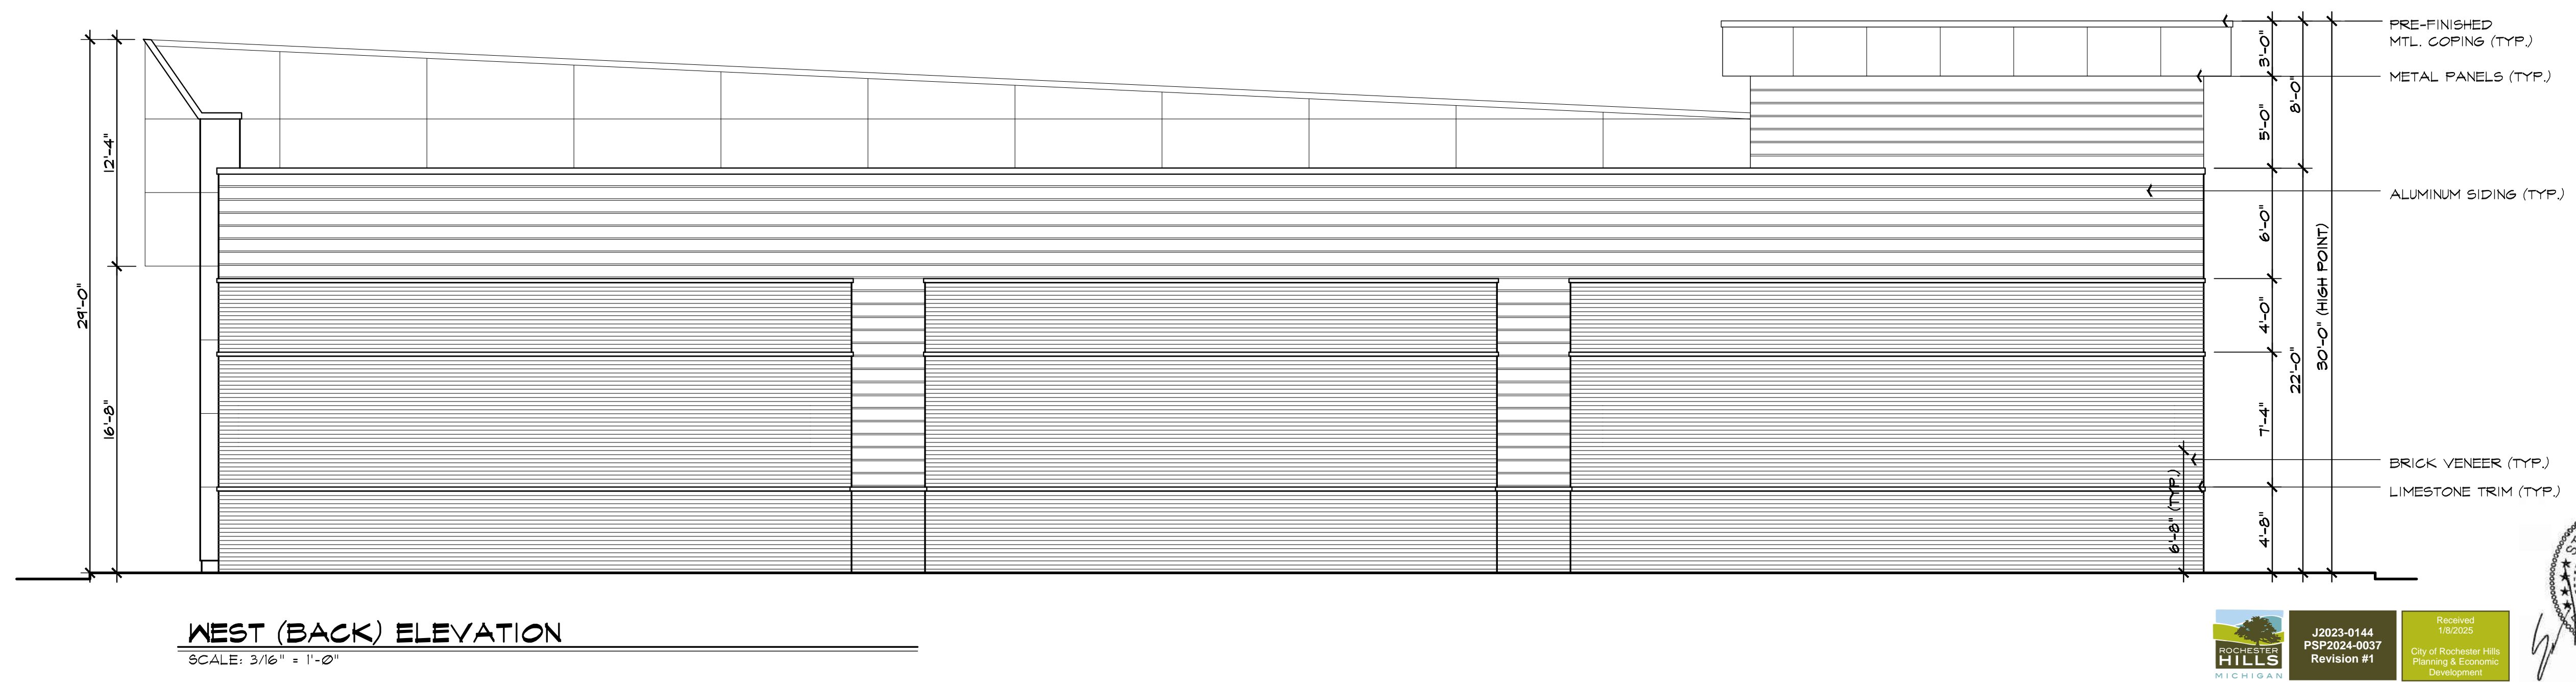 PRE-FINISHED
MTL. COPING (TYP.)
METAL PANELS (TYP.)
ALUMINUM SIDING (TYP.)
BRICK VENEER (TYP.)
LIMESTONE TRIM (TYP.)
29'-0"
12'-4"
16'-8"
3'-0"
5'-0"
8'-0"
6'-0"
4'-0"
7'-4"
4'-8"
6'-8" (TYP.)
22'-0"
30'-0" (HIGH POINT)
WEST (BACK) ELEVATION
SCALE: 3/16" = 1'-0"
ROCHESTER
HILLS
MICHIGAN
J2023-0144
PSP2024-0037
Revision #1
Received
1/8/2025
City of Rochester Hills
Planning & Economic
Development